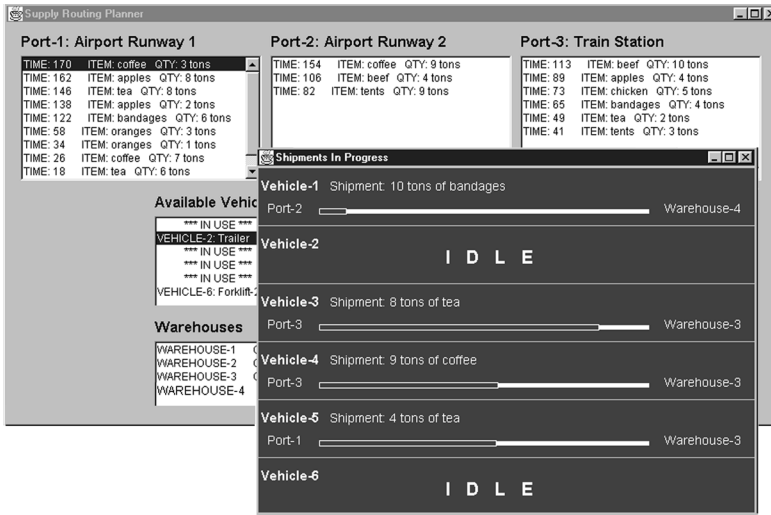 Supply Routing Planner
Port-1: Airport Runway 1
TIME: 170 ITEM: coffee QTY: 3 tons
TIME: 162 ITEM: apples QTY: 8 tons
TIME: 146 ITEM: tea QTY: 8 tons
TIME: 138 ITEM: apples QTY: 2 tons
TIME: 122 ITEM: bandages QTY: 6 tons
TIME: 58 ITEM: oranges QTY: 3 tons
TIME: 34 ITEM: oranges QTY: 1 tons
TIME: 26 ITEM: coffee QTY: 7 tons
TIME: 18 ITEM: tea QTY: 6 tons
Port-2: Airport Runway 2
TIME: 154 ITEM: coffee QTY: 9 tons
TIME: 106 ITEM: beef QTY: 4 tons
TIME: 82 ITEM: tents QTY: 9 tons
Port-3: Train Station
TIME: 113 ITEM: beef QTY: 10 tons
TIME: 89 ITEM: apples QTY: 4 tons
TIME: 73 ITEM: chicken QTY: 5 tons
TIME: 65 ITEM: bandages QTY: 4 tons
TIME: 49 ITEM: tea QTY: 2 tons
TIME: 41 ITEM: tents QTY: 3 tons
Available Vehic
*** IN USE ***
VEHICLE-2: Trailer
*** IN USE ***
*** IN USE ***
*** IN USE ***
VEHICLE-6: Forklift-2
Warehouses
WAREHOUSE-1
WAREHOUSE-2
WAREHOUSE-3
WAREHOUSE-4
Shipments In Progress
Vehicle-1 Shipment: 10 tons of bandages
Port-2 Warehouse-4
Vehicle-2
I D L E
Vehicle-3 Shipment: 8 tons of tea
Port-3 Warehouse-3
Vehicle-4 Shipment: 9 tons of coffee
Port-3 Warehouse-3
Vehicle-5 Shipment: 4 tons of tea
Port-1 Warehouse-3
Vehicle-6
I D L E